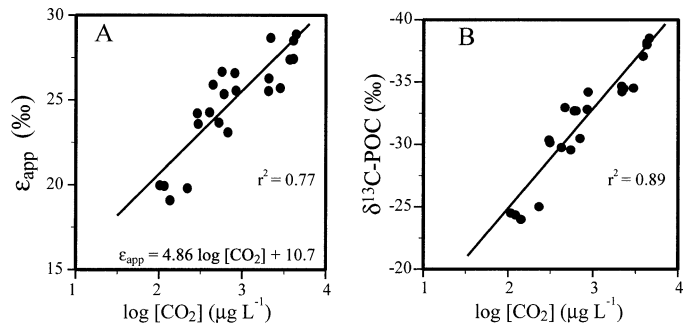 A
30
25
20
15
ε_app (‰)
r² = 0.77
ε_app = 4.86 log [CO₂] + 10.7
1 2 3 4
log [CO₂] (µg L⁻¹)
B
-40
-35
-30
-25
-20
δ¹³C-POC (‰)
r² = 0.89
1 2 3 4
log [CO₂] (µg L⁻¹)